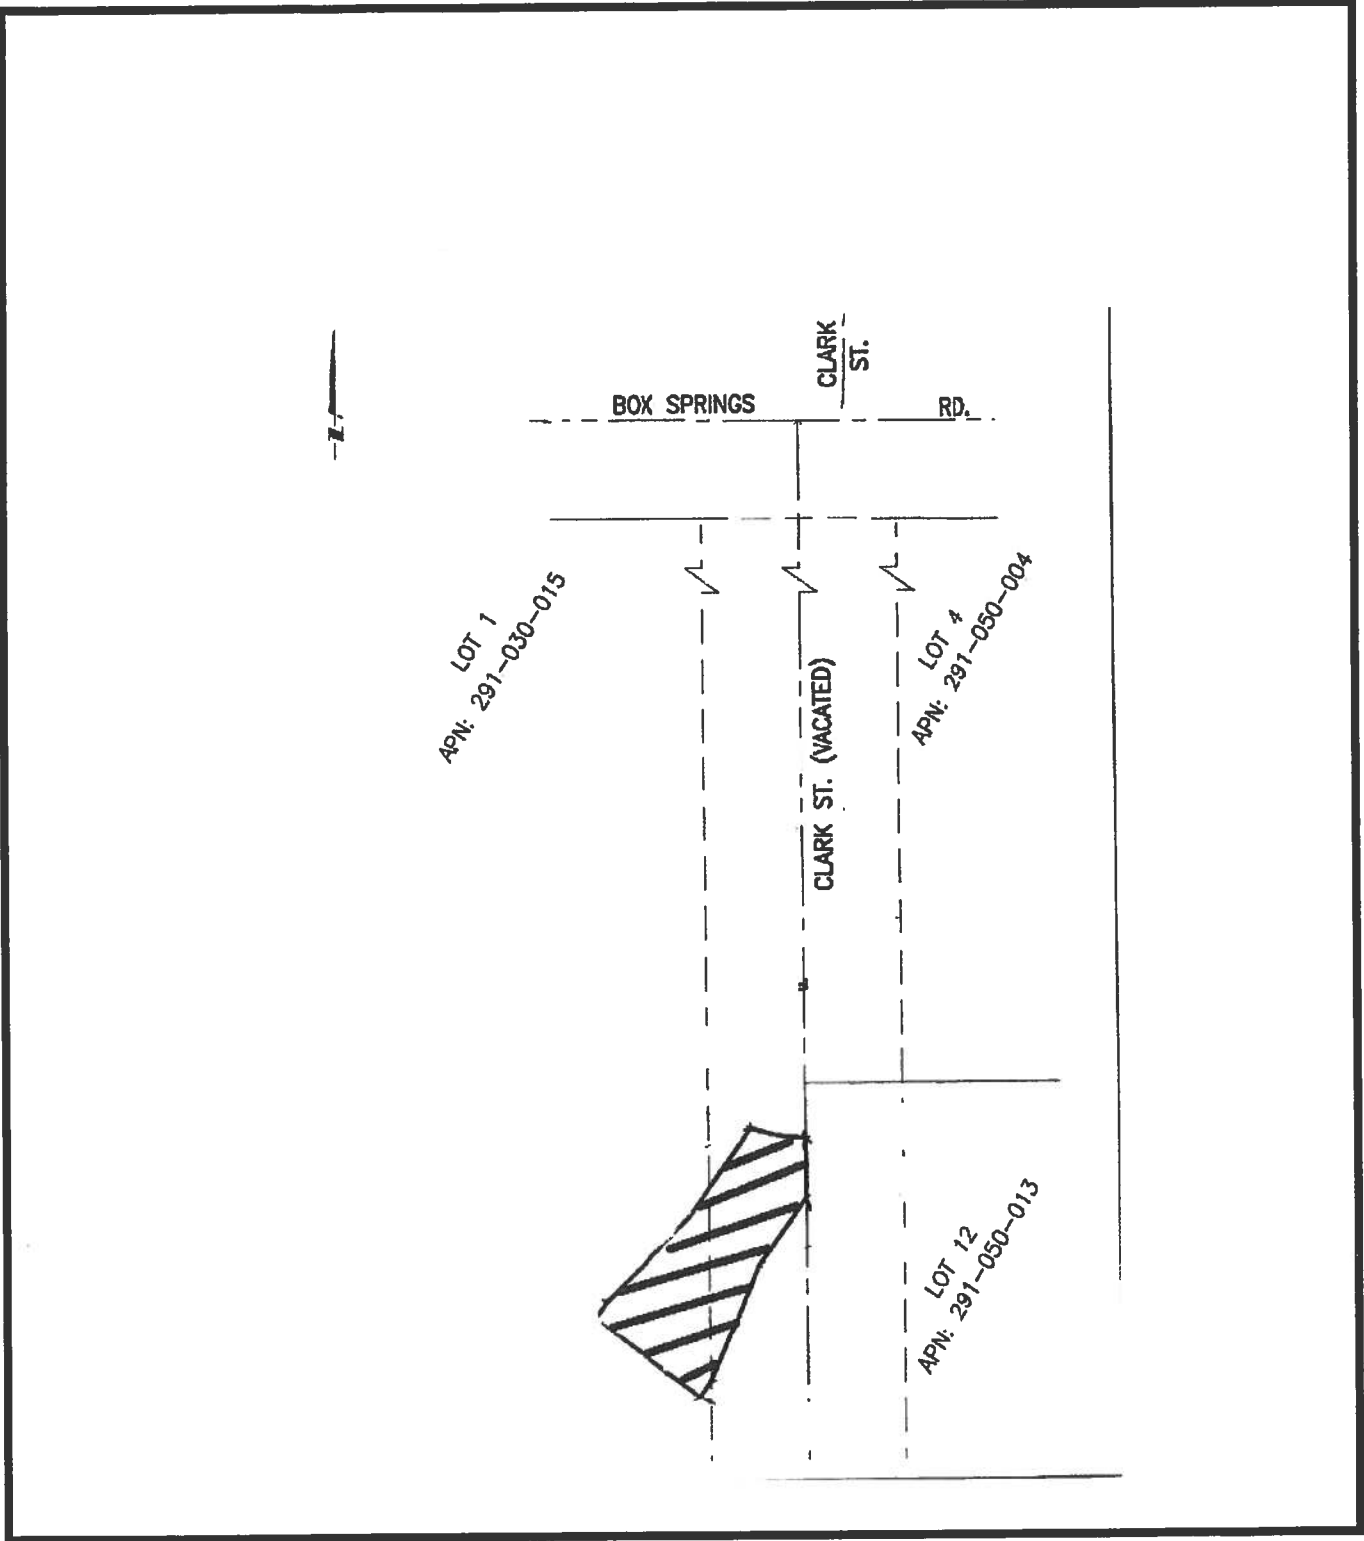 CLARK
ST.
BOX SPRINGS RD.
N
LOT 1
APN: 291-030-015
LOT 4
APN: 291-050-004
CLARK ST. (VACATED)
LOT 12
APN: 291-050-013